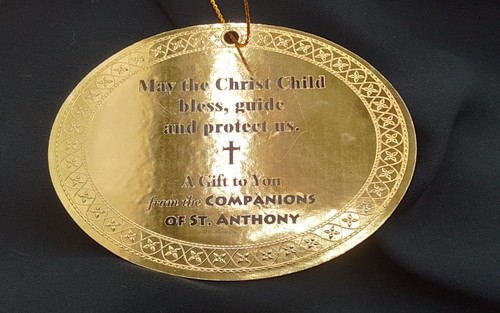 May the Christ Child
bless, guide
and protect us.
A Gift to You
from the COMPANIONS
OF ST. ANTHONY